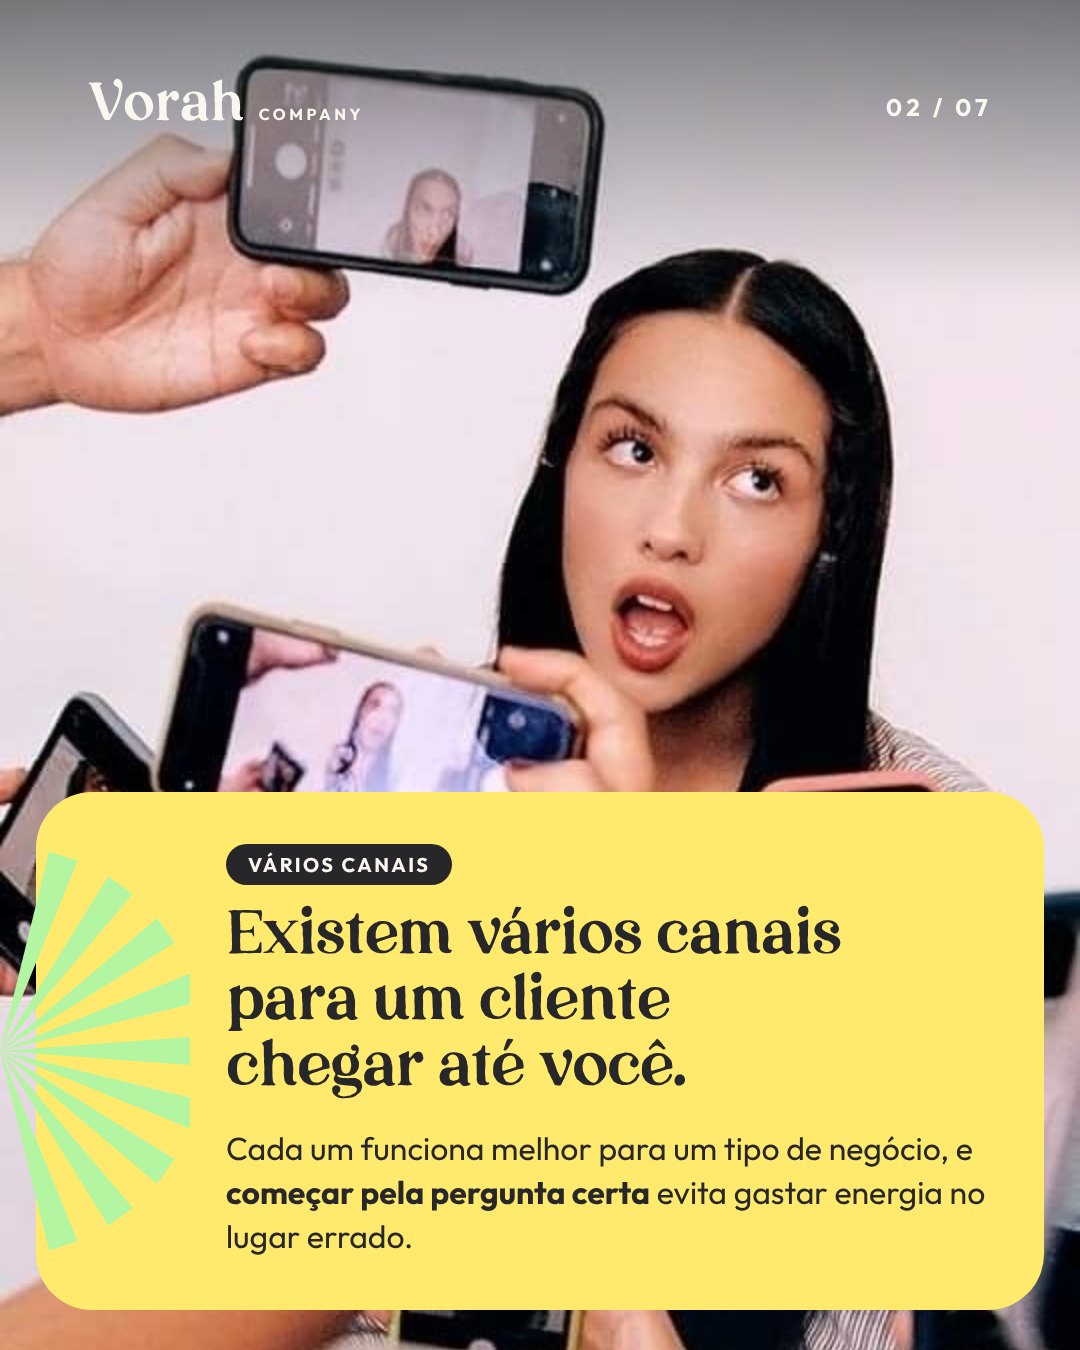 Vorah COMPANY
02 / 07
VÁRIOS CANAIS
Existem vários canais
para um cliente
chegar até você.
Cada um funciona melhor para um tipo de negócio, e
começar pela pergunta certa evita gastar energia no
lugar errado.